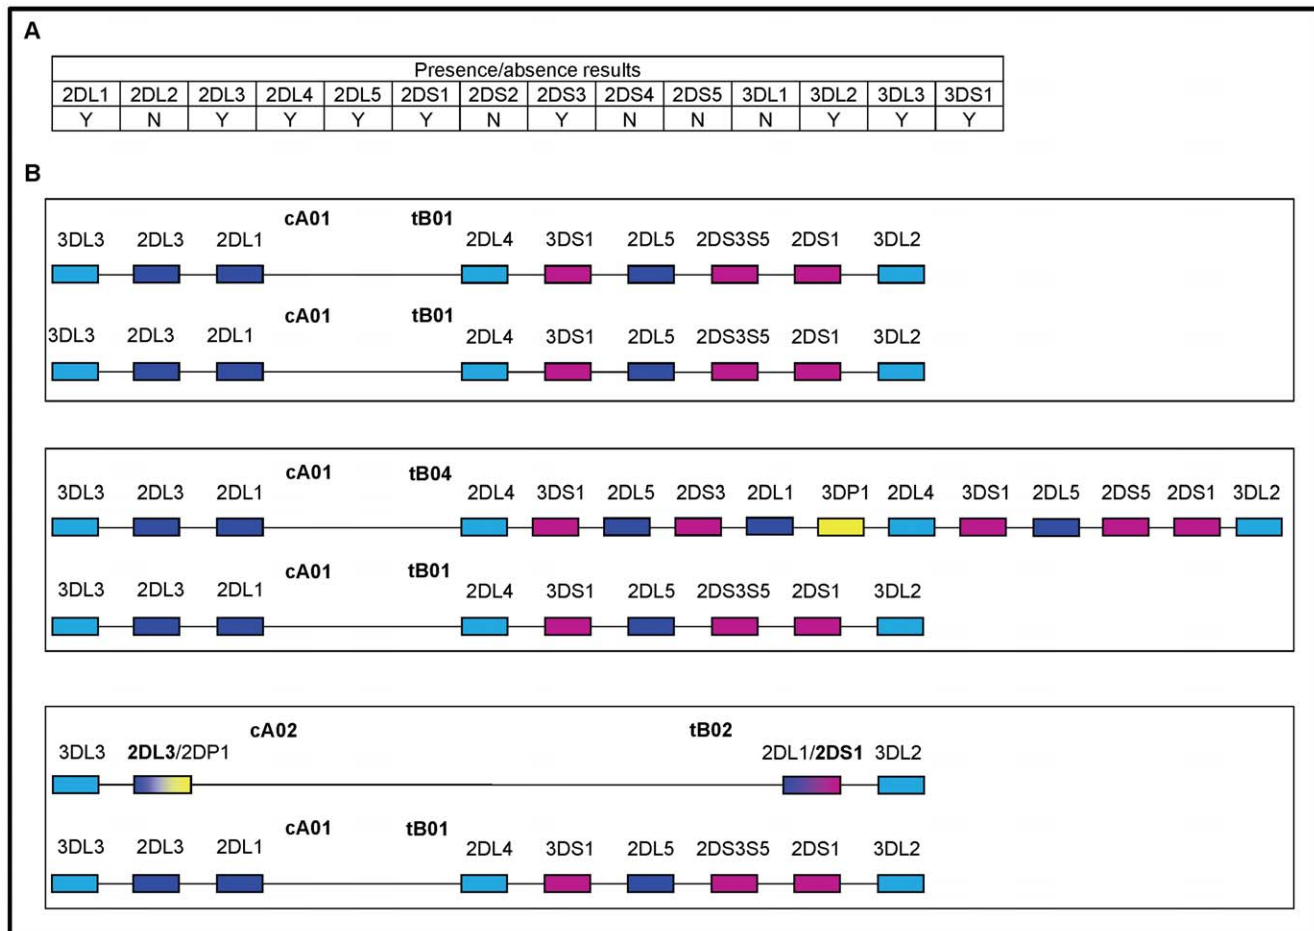 A
Presence/absence results
2DL1 2DL2 2DL3 2DL4 2DL5 2DS1 2DS2 2DS3 2DS4 2DS5 3DL1 3DL2 3DL3 3DS1
Y N Y Y Y Y N Y N N N Y Y Y
B
cA01 tB01
3DL3 2DL3 2DL1 2DL4 3DS1 2DL5 2DS3S5 2DS1 3DL2
cA01 tB01
3DL3 2DL3 2DL1 2DL4 3DS1 2DL5 2DS3S5 2DS1 3DL2
cA01 tB04
3DL3 2DL3 2DL1 2DL4 3DS1 2DL5 2DS3 2DL1 3DP1 2DL4 3DS1 2DL5 2DS5 2DS1 3DL2
cA01 tB01
3DL3 2DL3 2DL1 2DL4 3DS1 2DL5 2DS3S5 2DS1 3DL2
cA02 tB02
3DL3 2DL3/2DP1 2DL1/2DS1 3DL2
cA01 tB01
3DL3 2DL3 2DL1 2DL4 3DS1 2DL5 2DS3S5 2DS1 3DL2